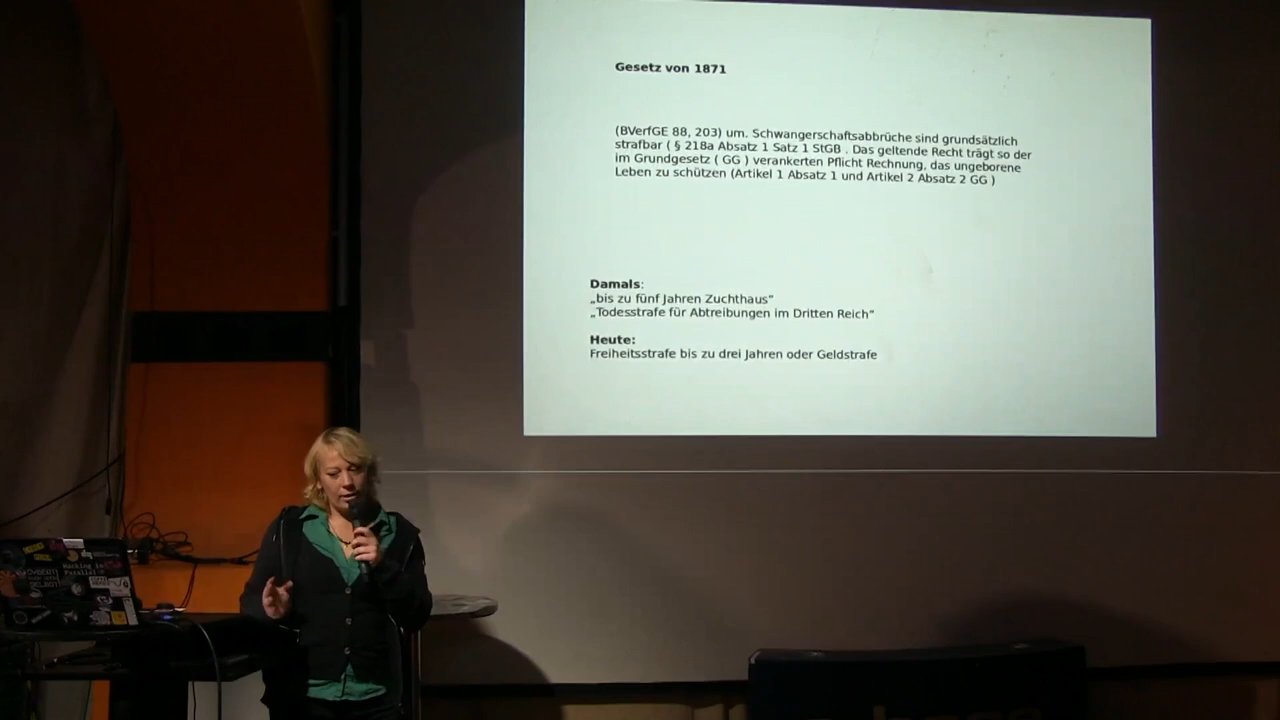 Gesetz von 1871
(BVerfGE 88, 203) um. Schwangerschaftsabbrüche sind grundsätzlich
strafbar ( § 218a Absatz 1 Satz 1 StGB . Das geltende Recht trägt so der
im Grundgesetz ( GG ) verankerten Pflicht Rechnung, das ungeborene
Leben zu schützen (Artikel 1 Absatz 1 und Artikel 2 Absatz 2 GG )
Damals:
„bis zu fünf Jahren Zuchthaus“
„Todesstrafe für Abtreibungen im Dritten Reich“
Heute:
Freiheitsstrafe bis zu drei Jahren oder Geldstrafe